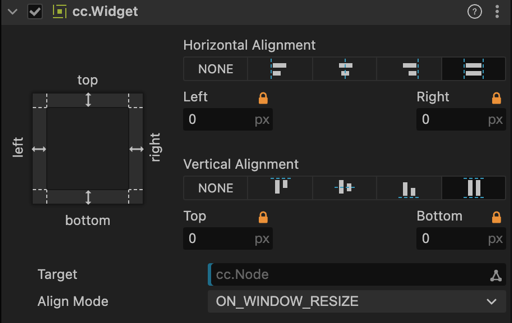 cc.Widget
Horizontal Alignment
NONE
top
Left
Right
0 px
0 px
left
right
Vertical Alignment
NONE
bottom
Top
Bottom
0 px
0 px
Target
cc.Node
Align Mode
ON_WINDOW_RESIZE